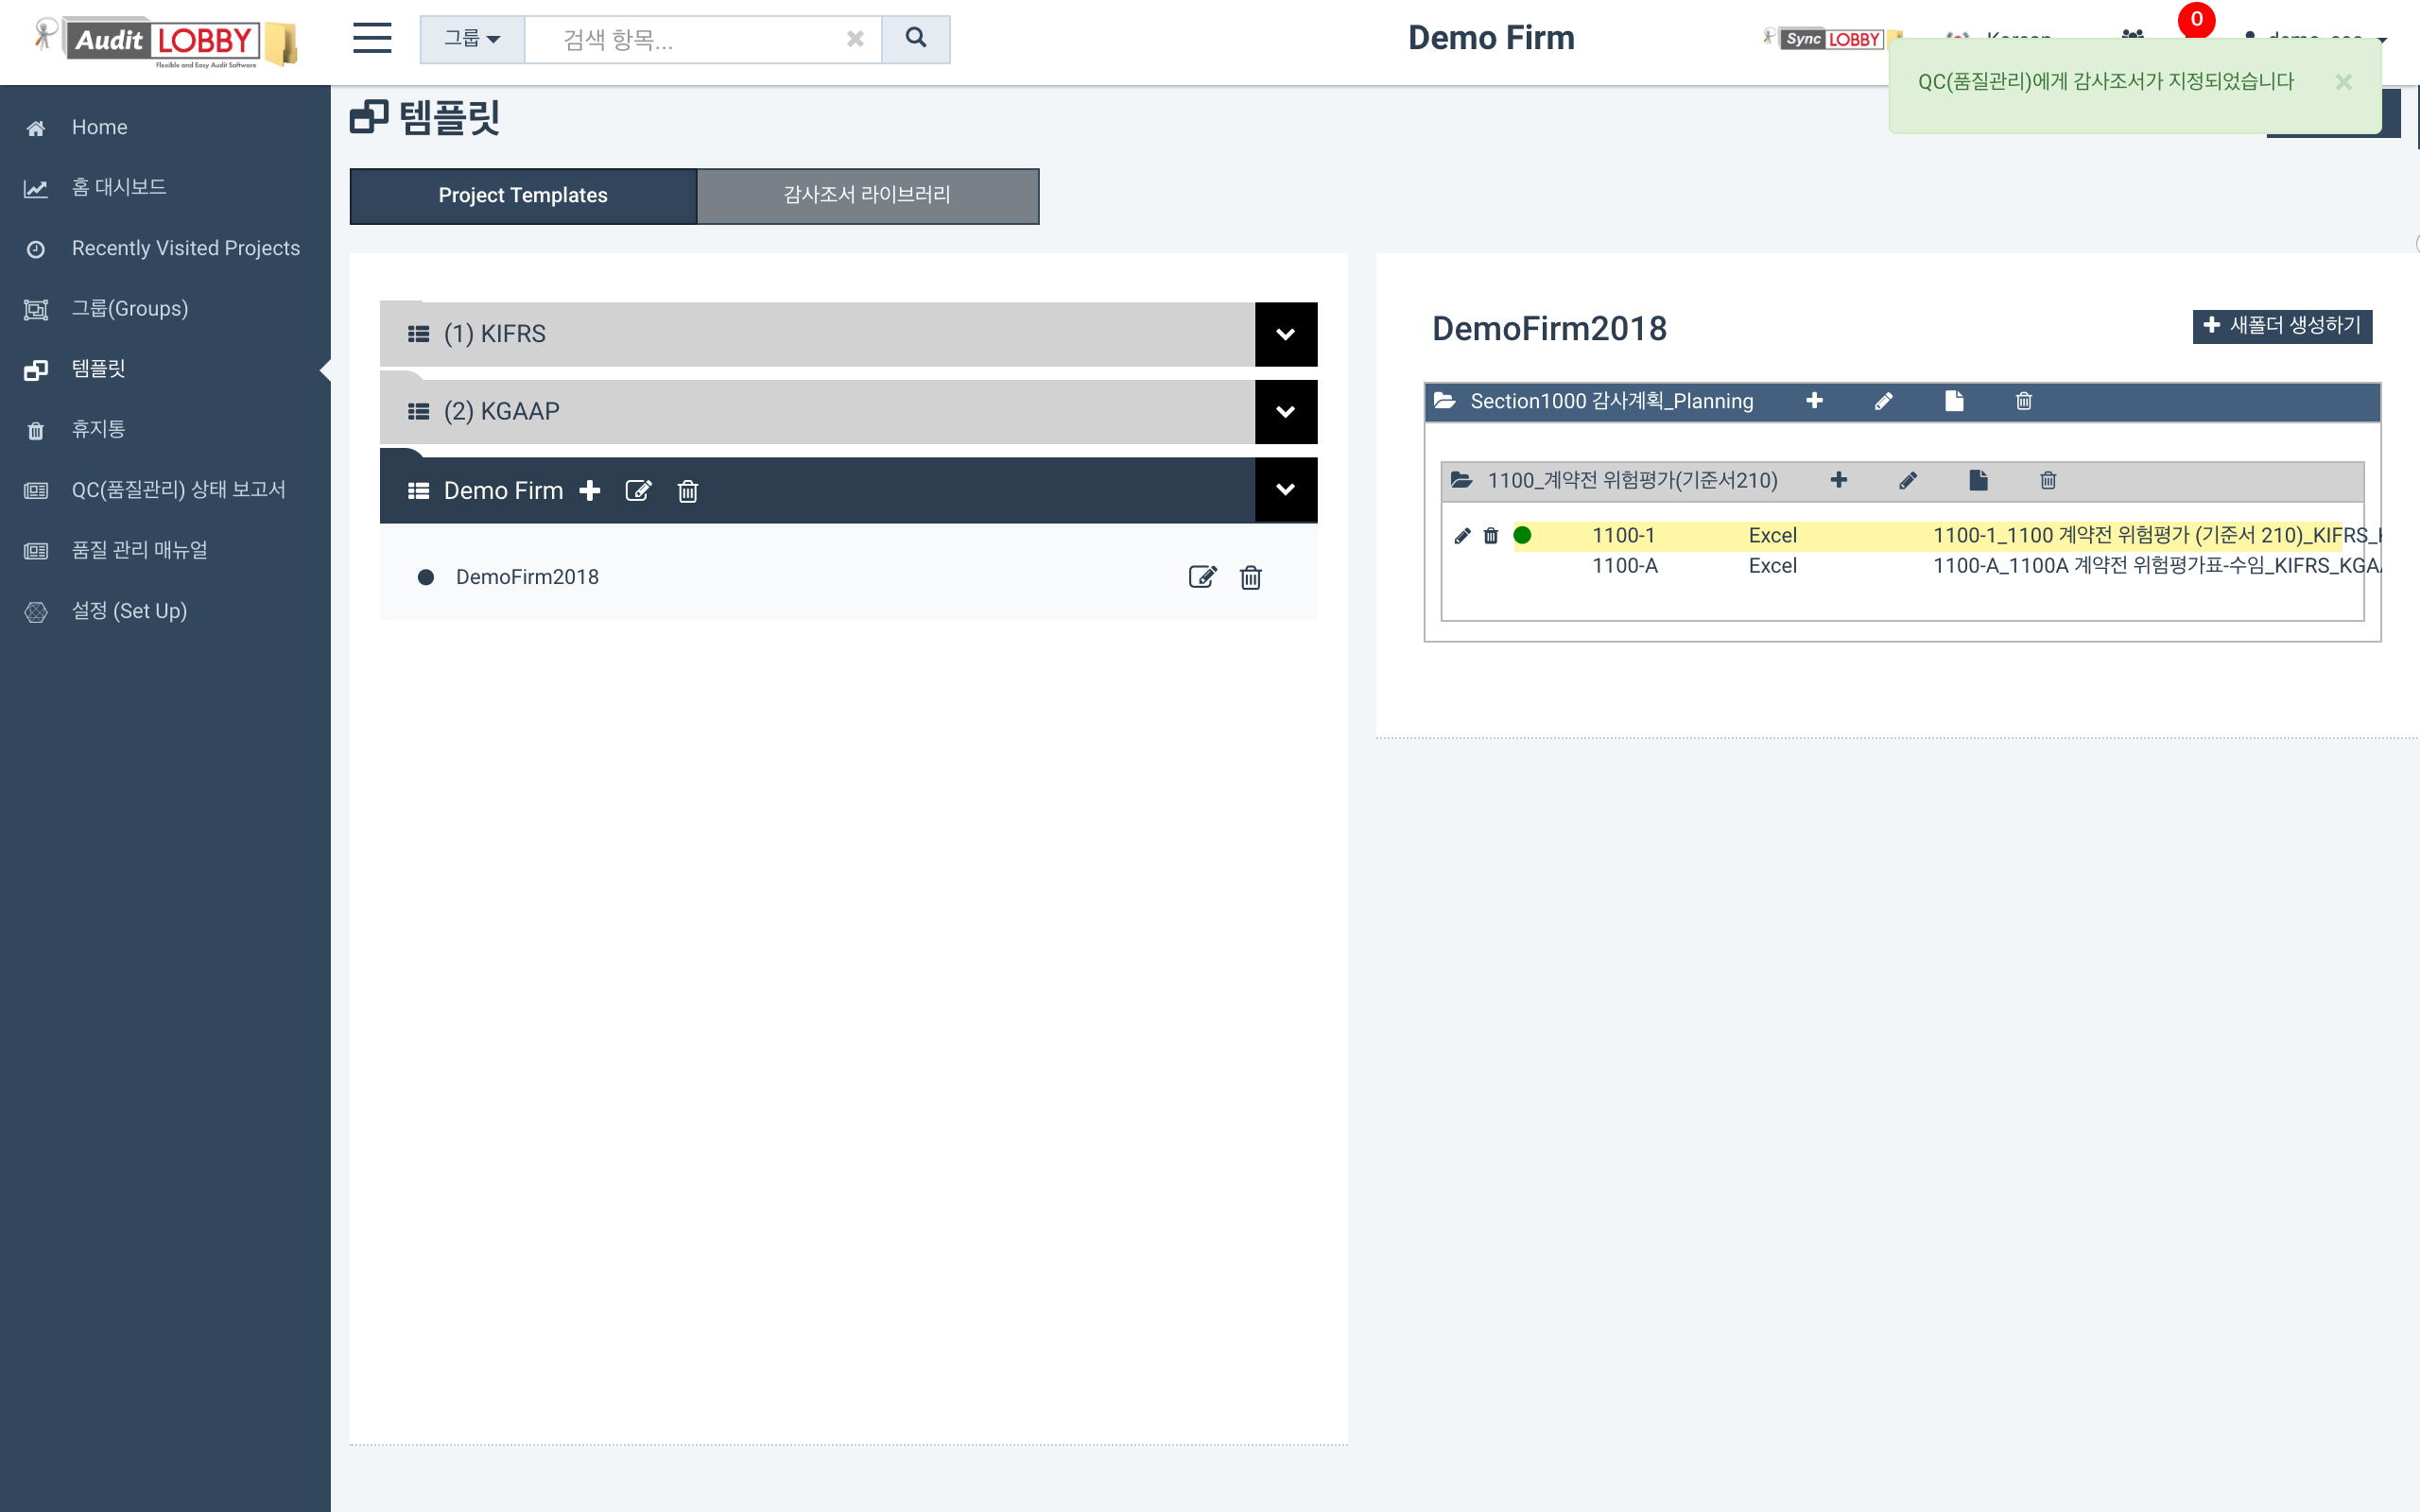 Audit LOBBY
Flexible and Easy Audit Software
그룹
검색 항목...
Demo Firm
Sync LOBBY
0
QC(품질관리)에게 감사조서가 지정되었습니다
Home
홈 대시보드
Recently Visited Projects
그룹(Groups)
템플릿
휴지통
QC(품질관리) 상태 보고서
품질 관리 매뉴얼
설정 (Set Up)
템플릿
Project Templates
감사조서 라이브러리
(1) KIFRS
(2) KGAAP
Demo Firm
DemoFirm2018
DemoFirm2018
새폴더 생성하기
Section1000 감사계획_Planning
1100_계약전 위험평가(기준서210)
1100-1 Excel 1100-1_1100 계약전 위험평가 (기준서 210)_KIFRS_
1100-A Excel 1100-A_1100A 계약전 위험평가표-수임_KIFRS_KGA